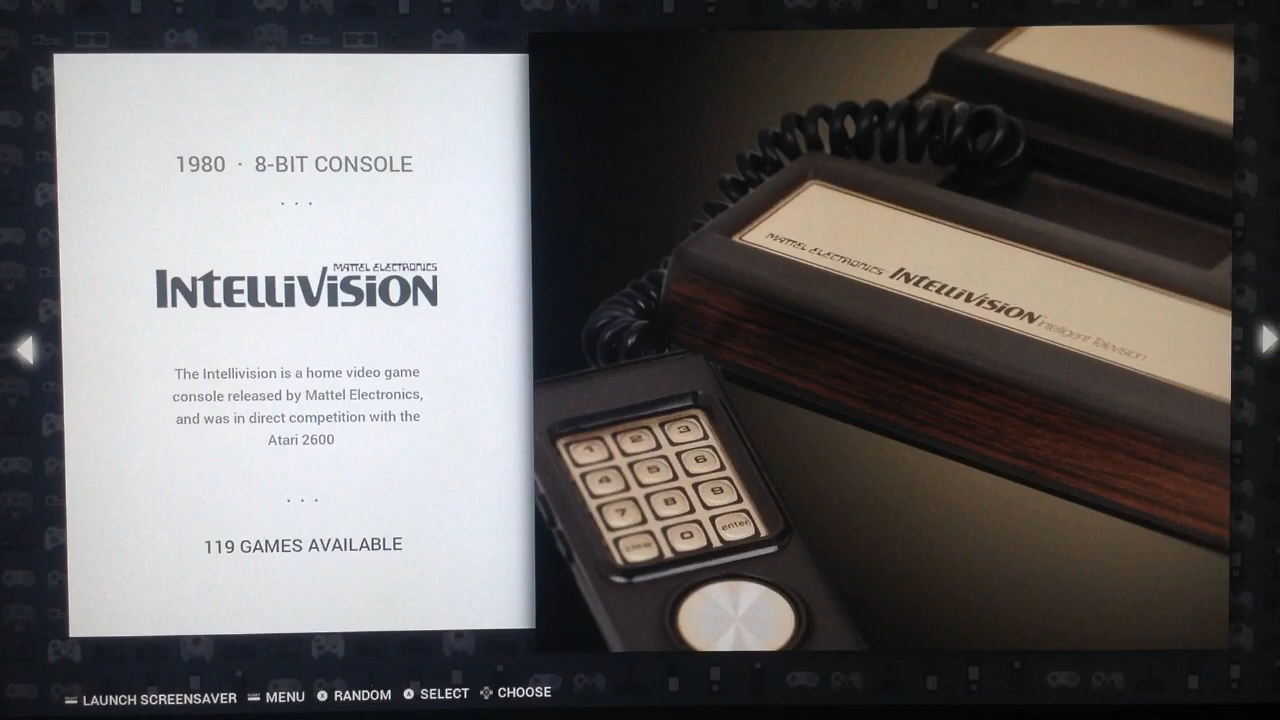 1980 · 8-BIT CONSOLE
. . .
MATTEL ELECTRONICS
INTELLIVISION
The Intellivision is a home video game
console released by Mattel Electronics,
and was in direct competition with the
Atari 2600
. . .
119 GAMES AVAILABLE
MATTEL ELECTRONICS INTELLIVISION Intelligent Television
1 2 3
4 5 6
7 8 9
clear 0 enter
LAUNCH SCREENSAVER MENU RANDOM SELECT CHOOSE